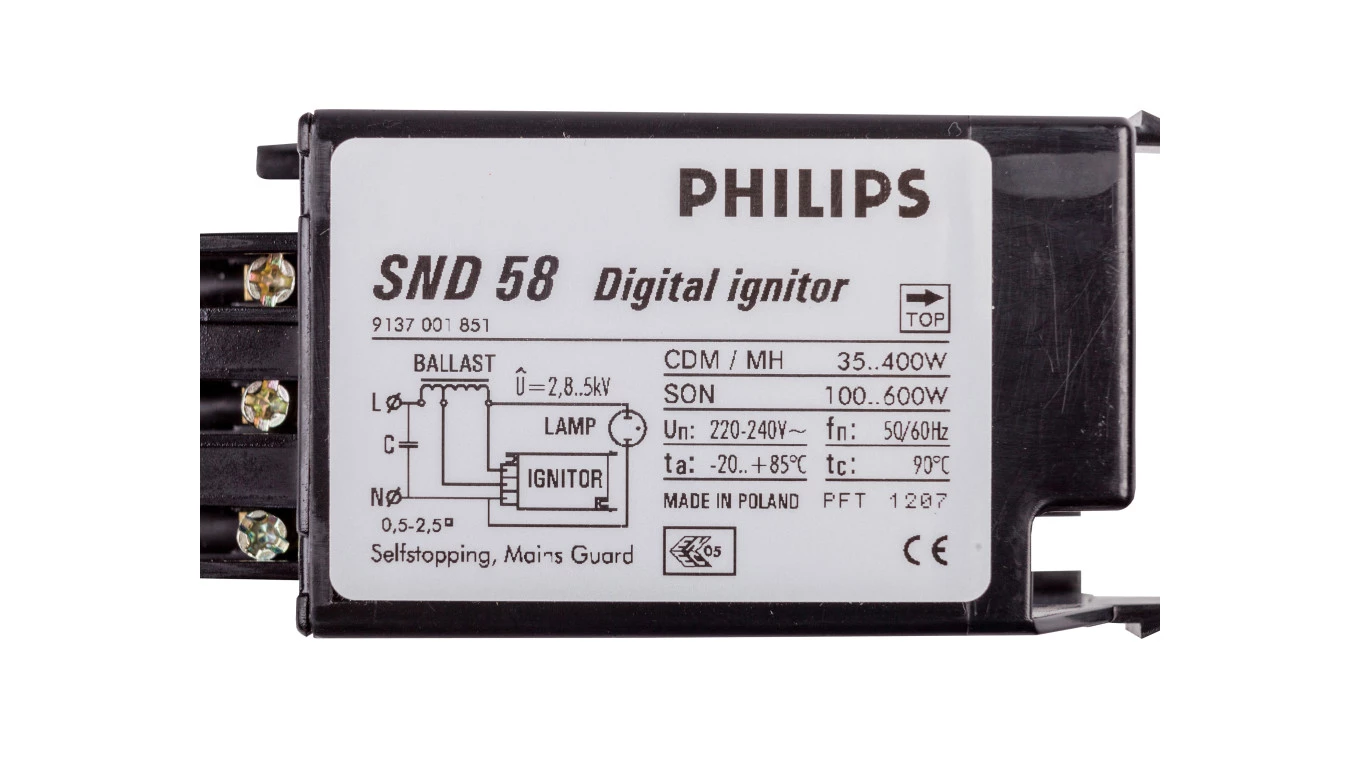 PHILIPS
SND 58 Digital ignitor
TOP
9137 001 851
BALLAST
Û=2,8..5kV
L
LAMP
C
IGNITOR
N
0,5-2,5
Selfstopping, Mains Guard
CDM / MH 35..400W
SON 100..600W
Un: 220-240V~ fn: 50/60Hz
ta: -20..+85°C tc: 90°C
MADE IN POLAND PFT 1207
05
CE